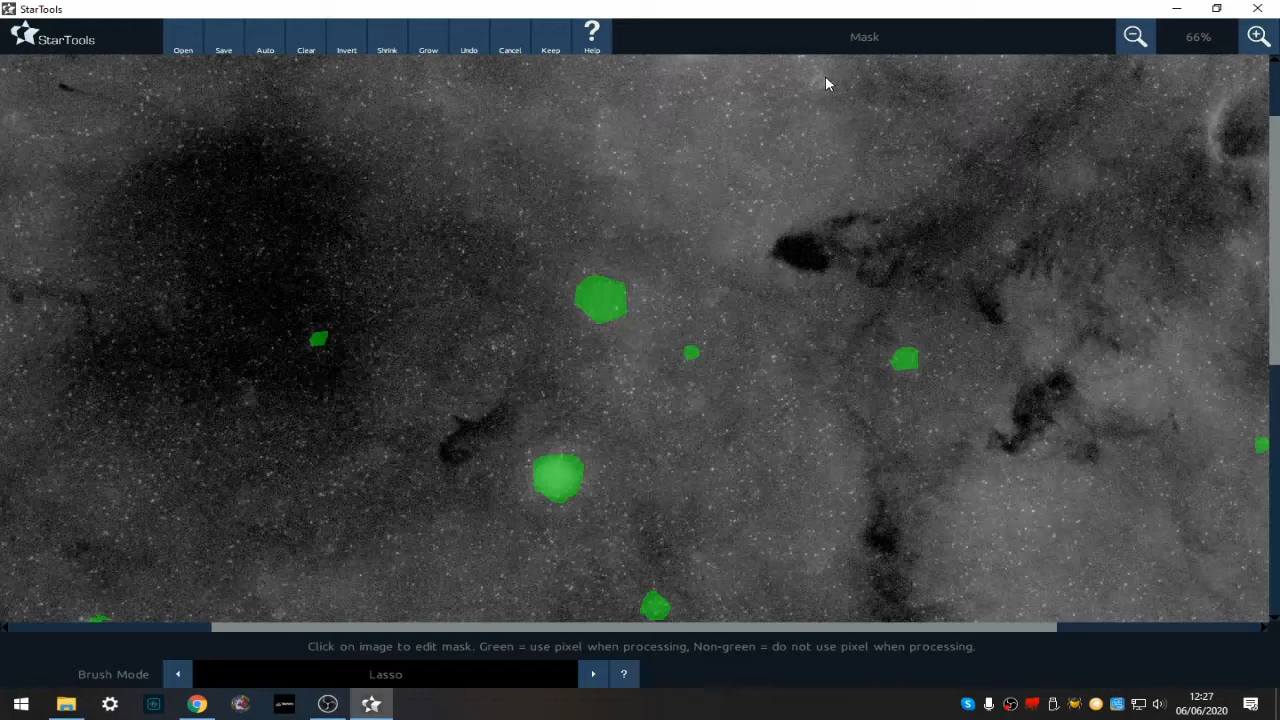 StarTools
StarTools
Open
Save
Auto
Clear
Invert
Shrink
Grow
Undo
Cancel
Keep
?
Help
Mask
66%
Click on image to edit mask. Green = use pixel when processing, Non-green = do not use pixel when processing.
Brush Mode
Lasso
?
12:27
06/06/2020